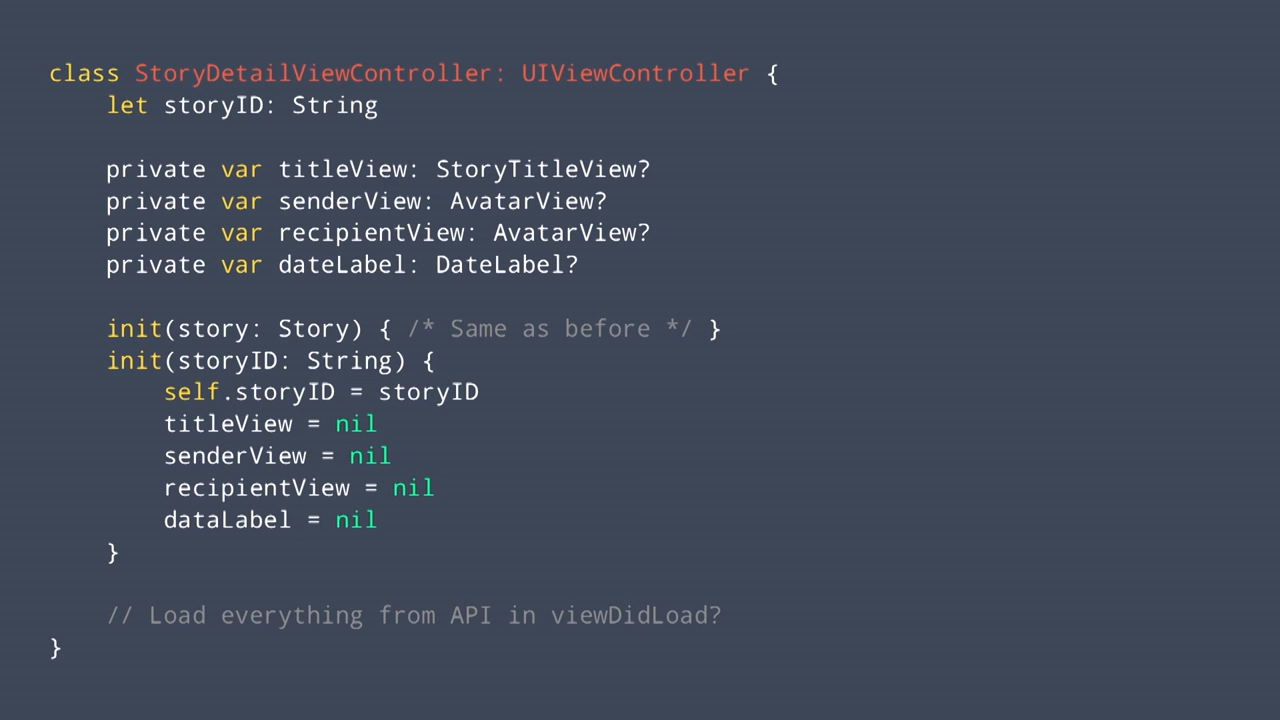 class StoryDetailViewController: UIViewController {
    let storyID: String

    private var titleView: StoryTitleView?
    private var senderView: AvatarView?
    private var recipientView: AvatarView?
    private var dateLabel: DateLabel?

    init(story: Story) { /* Same as before */ }
    init(storyID: String) {
        self.storyID = storyID
        titleView = nil
        senderView = nil
        recipientView = nil
        dataLabel = nil
    }

    // Load everything from API in viewDidLoad?
}